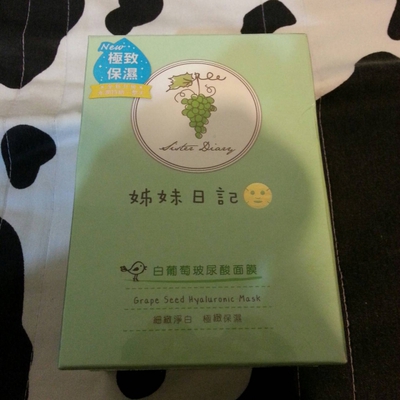 New
極致
保濕
Sister Diary
姊妹日記
白葡萄玻尿酸面膜
Grape Seed Hyaluronic Mask
細緻淨白 極緻保濕